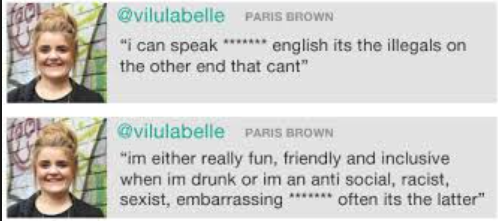 @vilulabelle PARIS BROWN
“i can speak ******* english its the illegals on
the other end that cant”
@vilulabelle PARIS BROWN
“im either really fun, friendly and inclusive
when im drunk or im an anti social, racist,
sexist, embarrassing ******* often its the latter”